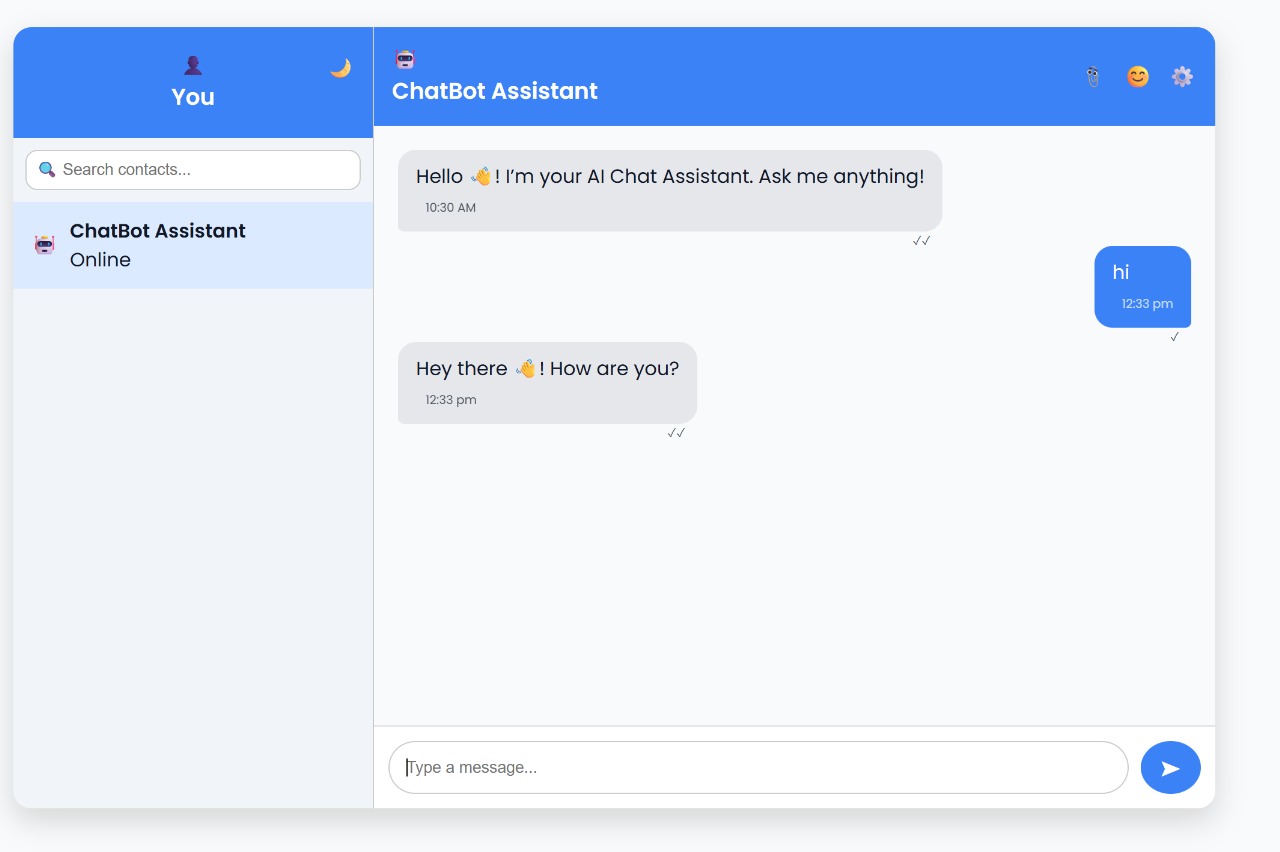 👤
You
🌙
🔍 Search contacts...
🤖 ChatBot Assistant
Online
🤖
ChatBot Assistant
📎 😊 ⚙️
Hello 👋! I’m your AI Chat Assistant. Ask me anything!
10:30 AM
✓✓
hi
12:33 pm
✓
Hey there 👋! How are you?
12:33 pm
✓✓
Type a message...
➤